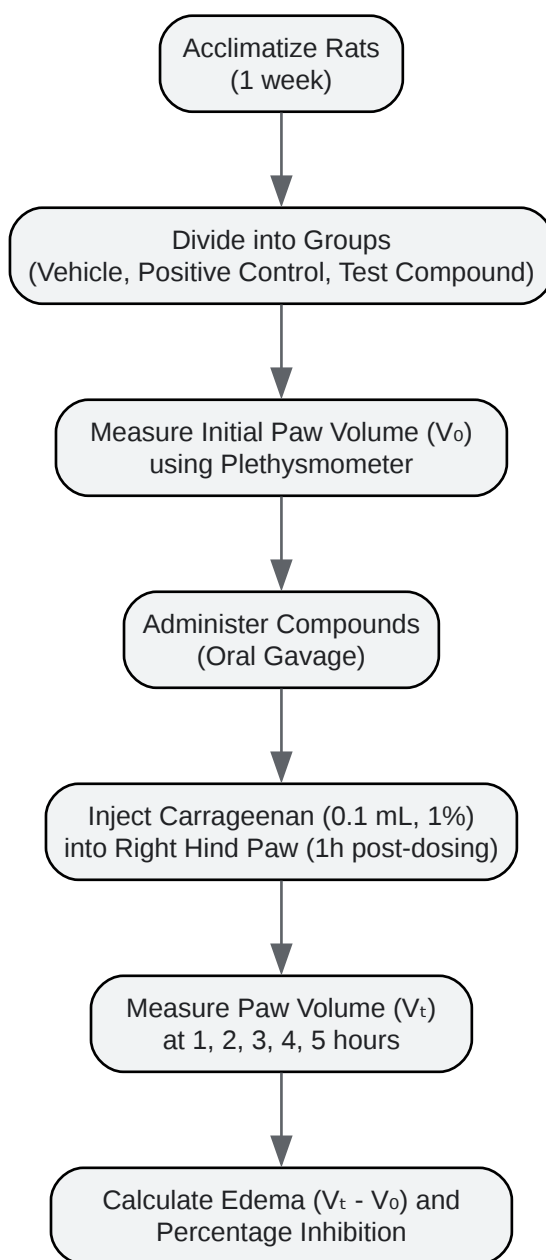 Acclimatize Rats
(1 week)
Divide into Groups
(Vehicle, Positive Control, Test Compound)
Measure Initial Paw Volume (V₀)
using Plethysmometer
Administer Compounds
(Oral Gavage)
Inject Carrageenan (0.1 mL, 1%)
into Right Hind Paw (1h post-dosing)
Measure Paw Volume (Vₜ)
at 1, 2, 3, 4, 5 hours
Calculate Edema (Vₜ - V₀) and
Percentage Inhibition